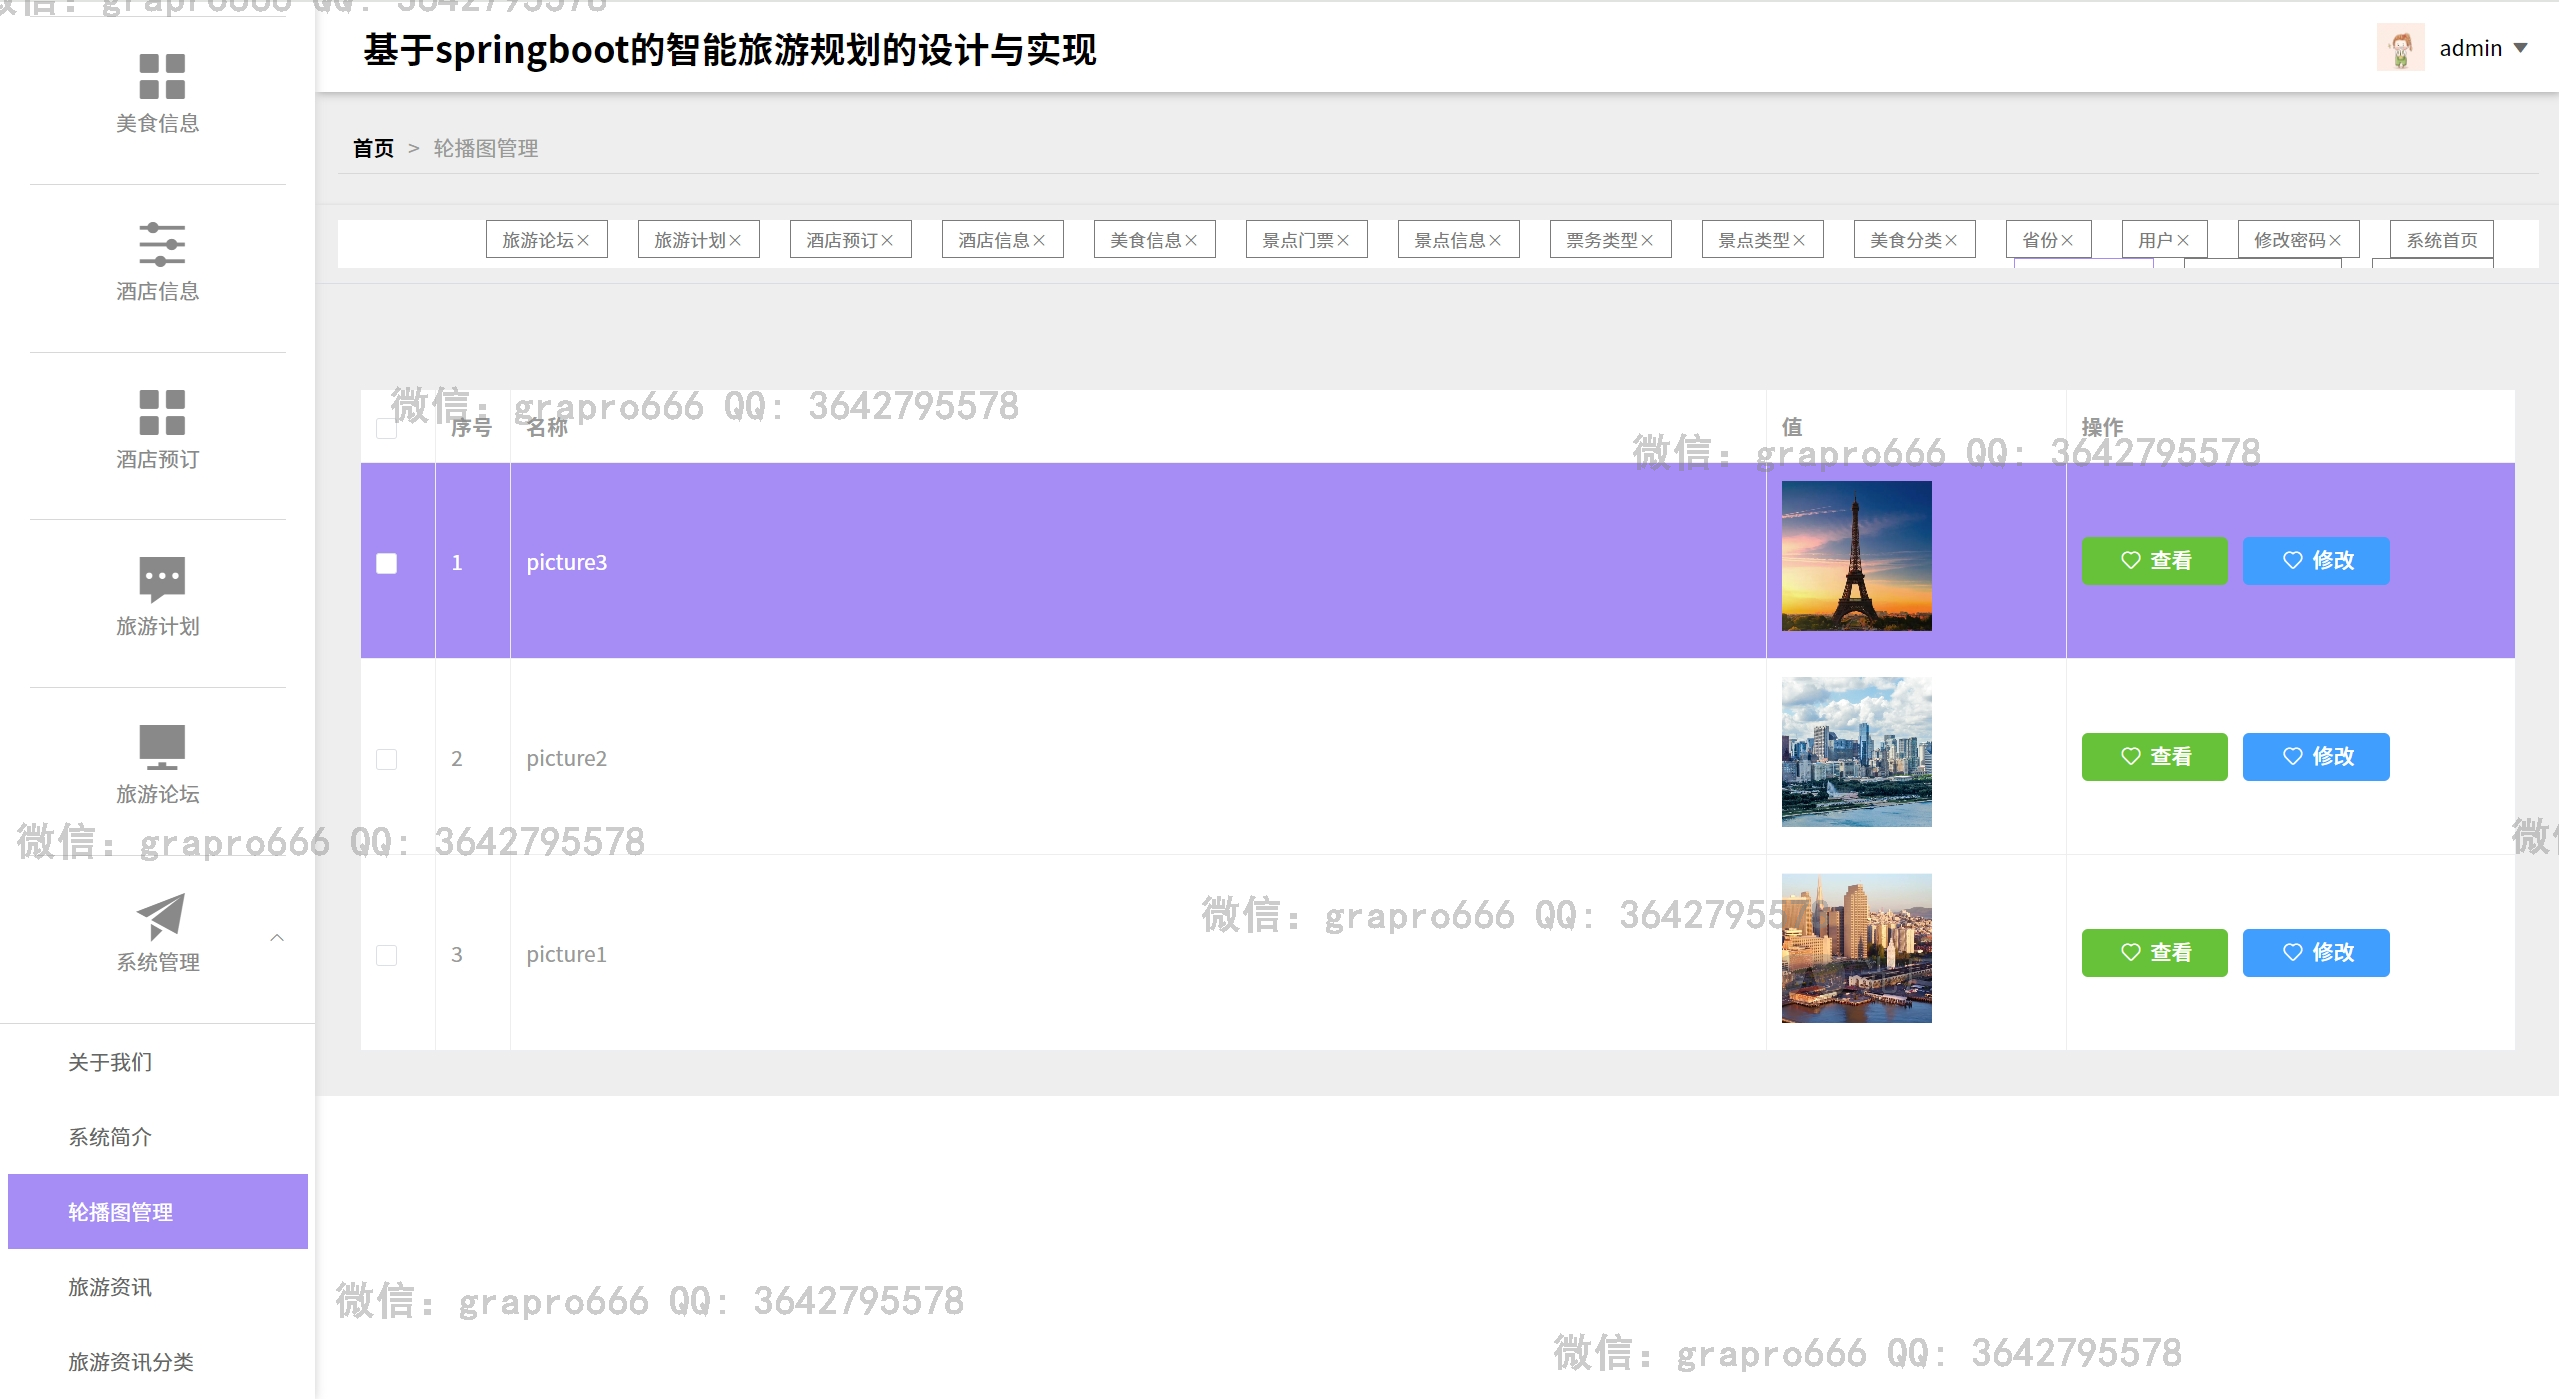 微信：grapro666 QQ：3642795578
基于springboot的智能旅游规划的设计与实现
admin
美食信息
酒店信息
酒店预订
旅游计划
旅游论坛
系统管理
关于我们
系统简介
轮播图管理
旅游资讯
旅游资讯分类
首页 > 轮播图管理
旅游论坛 旅游计划 酒店预订 酒店信息 美食信息 景点门票 景点信息 票务类型 景点类型 美食分类 省份 用户 修改密码 系统首页
微信：grapro666 QQ：3642795578
微信：grapro666 QQ：3642795578
序号 名称 值 操作
1 picture3 查看 修改
2 picture2 查看 修改
微信：grapro666 QQ：3642795578
微信
微信：grapro666 QQ：3642795578
3 picture1 查看 修改
微信：grapro666 QQ：3642795578
微信：grapro666 QQ：3642795578